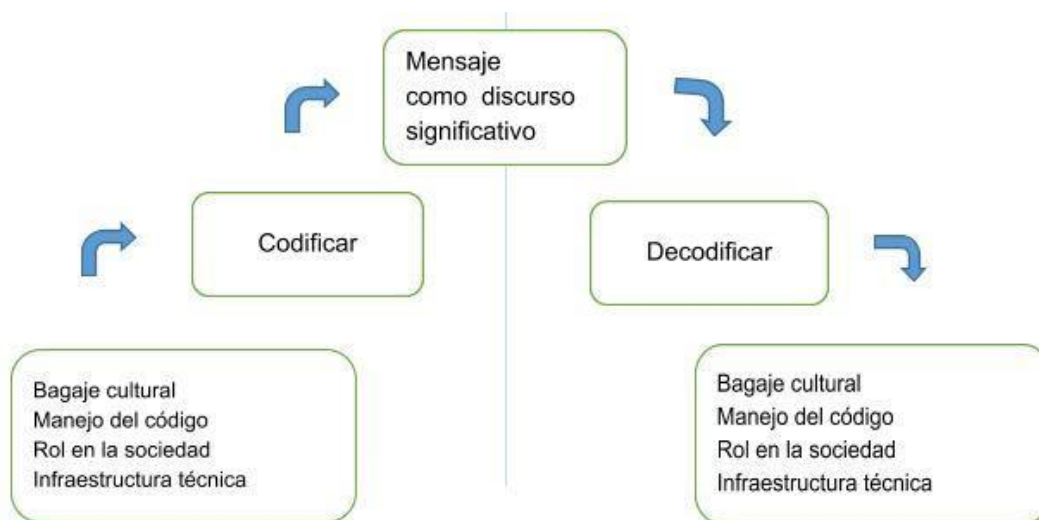 Mensaje
como discurso
significativo
Codificar
Decodificar
Bagaje cultural
Manejo del código
Rol en la sociedad
Infraestructura técnica
Bagaje cultural
Manejo del código
Rol en la sociedad
Infraestructura técnica